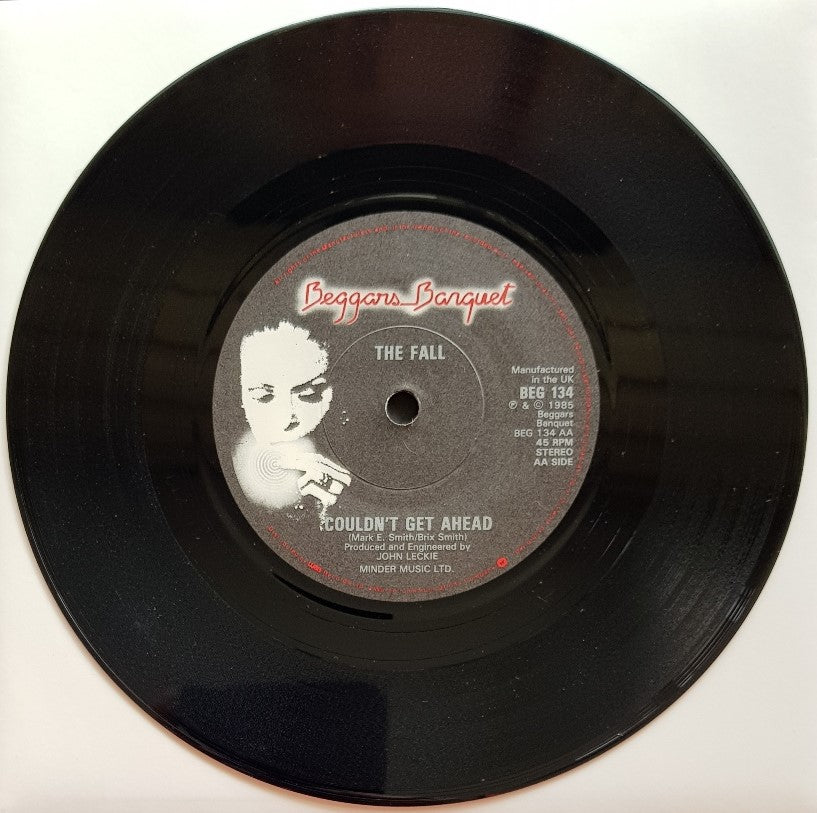 Beggars Banquet
THE FALL
Manufactured
in the UK
BEG 134
℗ & © 1985
Beggars
Banquet
BEG 134 AA
45 RPM
STEREO
AA SIDE
COULDN'T GET AHEAD
(Mark E. Smith/Brix Smith)
Produced and Engineered by
JOHN LECKIE
MINDER MUSIC LTD.